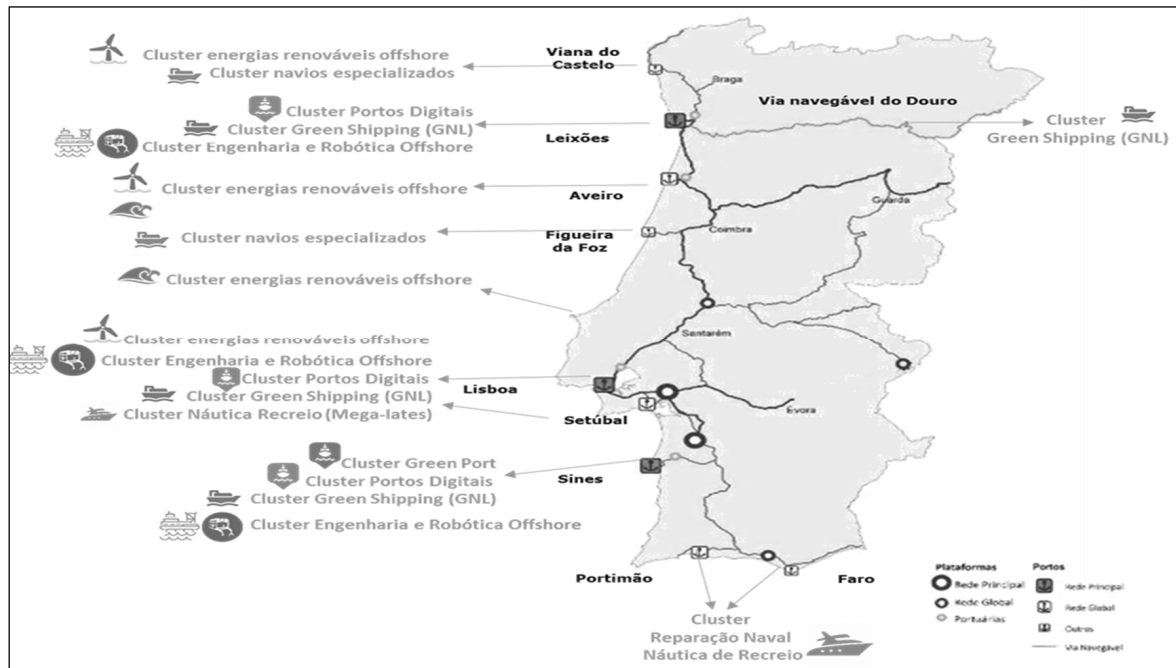 Cluster energias renováveis offshore
Cluster navios especializados
Viana do
Castelo
Braga
Cluster Portos Digitais
Cluster Green Shipping (GNL)
Cluster Engenharia e Robótica Offshore
Leixões
Via navegável do Douro
Cluster
Green Shipping (GNL)
Cluster energias renováveis offshore
Aveiro
Guarda
Cluster navios especializados
Figueira
da Foz
Coimbra
Cluster energias renováveis offshore
Santarém
Cluster energias renováveis offshore
Cluster Engenharia e Robótica Offshore
Cluster Portos Digitais
Cluster Green Shipping (GNL)
Cluster Náutica Recreio (Mega-Iates)
Lisboa
Setúbal
Évora
Cluster Green Port
Cluster Portos Digitais
Cluster Green Shipping (GNL)
Cluster Engenharia e Robótica Offshore
Sines
Portimão
Faro
Cluster
Reparação Naval
Náutica de Recreio
Plataformas
Rede Principal
Rede Global
Portuárias
Portos
Rede Principal
Rede Global
Outros
Via Navegável